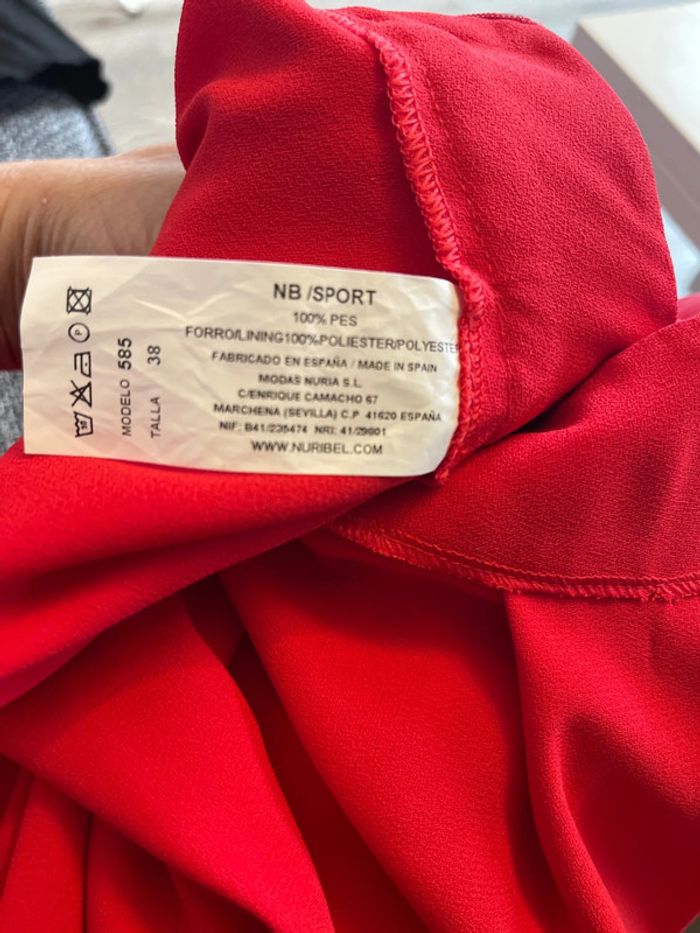 NB /SPORT
100% PES
FORRO/LINING100%POLIESTER/POLYESTE
FABRICADO EN ESPAÑA / MADE IN SPAIN
MODAS NURIA S.L.
C/ENRIQUE CAMACHO 67
MARCHENA (SEVILLA) C.P 41620 ESPAÑA
NIF: B41/235474 NRI: 41/29801
WWW.NURIBEL.COM
MODELO 585
TALLA 38
P